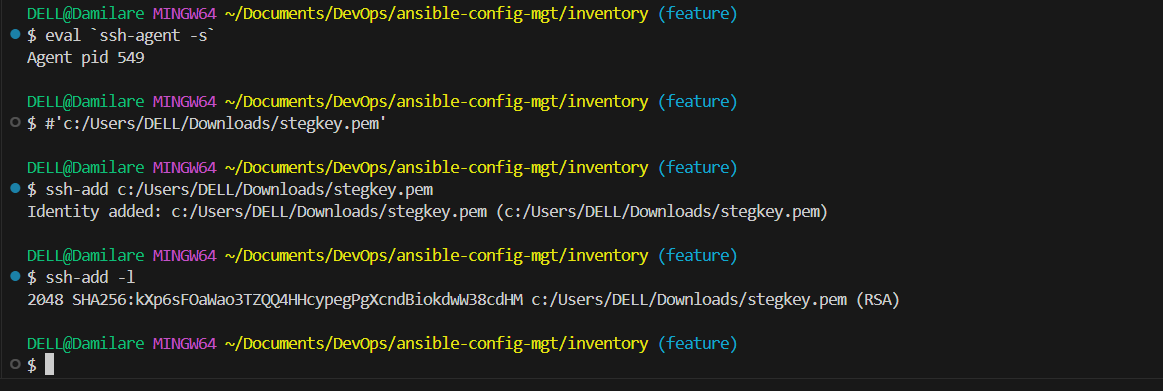 DELL@Damilare MINGW64 ~/Documents/DevOps/ansible-config-mgt/inventory (feature)
$ eval `ssh-agent -s`
Agent pid 549
DELL@Damilare MINGW64 ~/Documents/DevOps/ansible-config-mgt/inventory (feature)
$ #'c:/Users/DELL/Downloads/stegkey.pem'
DELL@Damilare MINGW64 ~/Documents/DevOps/ansible-config-mgt/inventory (feature)
$ ssh-add c:/Users/DELL/Downloads/stegkey.pem
Identity added: c:/Users/DELL/Downloads/stegkey.pem (c:/Users/DELL/Downloads/stegkey.pem)
DELL@Damilare MINGW64 ~/Documents/DevOps/ansible-config-mgt/inventory (feature)
$ ssh-add -l
2048 SHA256:kXp6sFOaWao3TZQQ4HHcypegPgXcndBiokdwW38cdHM c:/Users/DELL/Downloads/stegkey.pem (RSA)
DELL@Damilare MINGW64 ~/Documents/DevOps/ansible-config-mgt/inventory (feature)
$